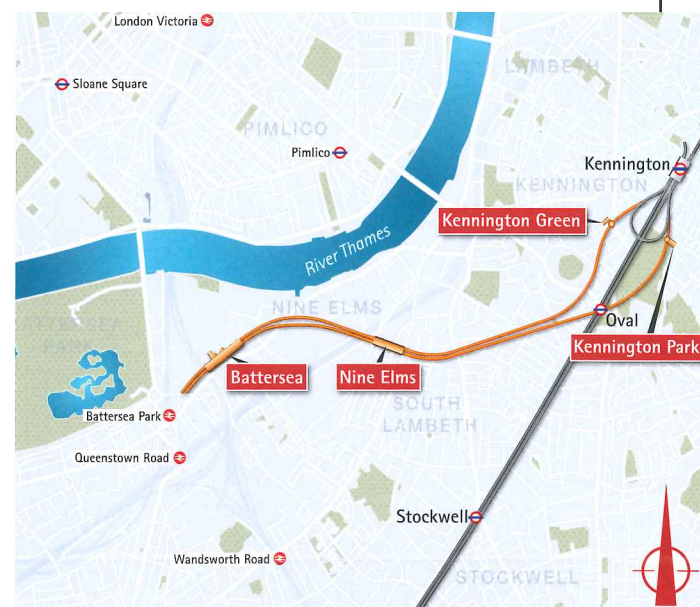 London Victoria
LAMBETH
Sloane Square
PIMLICO
Pimlico
Kennington
KENNINGTON
Kennington Green
River Thames
NINE ELMS
Oval
Kennington Park
Battersea
Nine Elms
SOUTH
LAMBETH
Battersea Park
Queenstown Road
Stockwell
Wandsworth Road
STOCKWELL